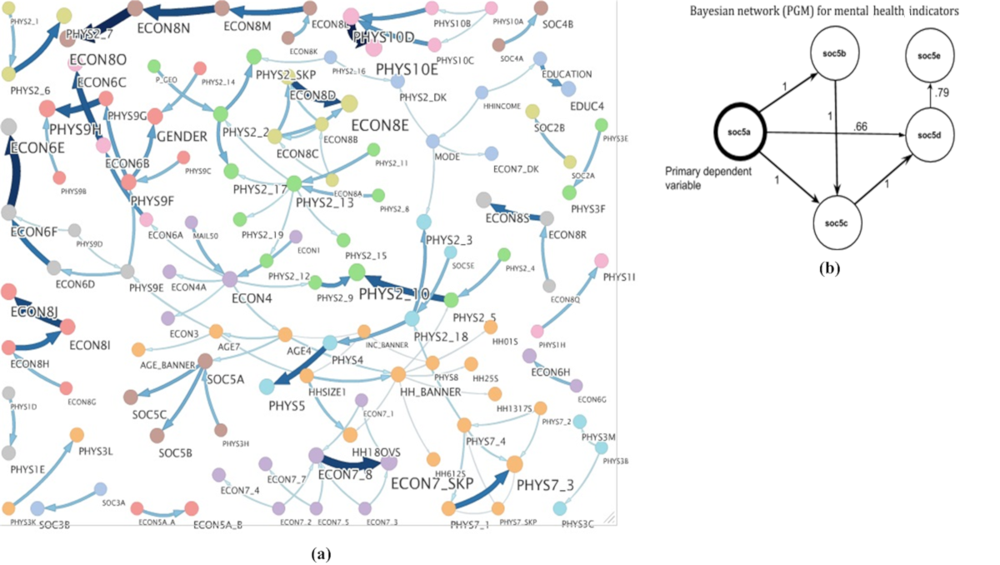 PHYS2_1
PHYS2_7
ECON8N
ECON8M
ECON8L
PHYS10D
PHYS10B
PHYS10A
SOC4B
ECON8K
PHYS10E
PHYS10C
SOC4A
ECON8O
ECON6C
PHYS2_6
P_GEO
PHYS2_14
PHYS2_SKP
PHYS2_16
PHYS2_DK
EDUCATION
EDUC4
HHINCOME
ECON8D
ECON8E
PHYS9G
GENDER
PHYS9H
PHYS2_2
ECON8C
ECON8B
SOC2B
PHYS3E
ECON6E
ECON6B
PHYS9C
PHYS2_11
MODE
ECON7_DK
SOC2A
PHYS9B
PHYS9F
PHYS2_17
PHYS2_13
ECON8A
PHYS2_8
PHYS3F
ECON6F
PHYS9D
ECON6A
MAIL50
PHYS2_19
ECON1
PHYS2_15
PHYS2_3
ECON8S
ECON8R
SOC5E
PHYS2_4
PHYS11
ECON6D
PHYS9E
ECON4A
ECON4
PHYS2_12
PHYS2_9
PHYS2_10
PHYS2_5
ECON8Q
ECON8J
ECON8I
ECON3
AGE7
AGE4
INC_BANNER
PHYS2_18
HH01S
PHYS1H
ECON8H
AGE_BANNER
PHYS4
SOC5A
HHSIZE1
PHYS8
HH25S
ECON6H
ECON8G
PHYS5
HH_BANNER
ECON6G
PHYS1D
SOC5C
ECON7_1
HH1317S
PHYS7_2
PHYS3H
SOC5B
PHYS3L
HH18OVS
PHYS7_4
PHYS3M
PHYS3B
PHYS1E
ECON7_7
ECON7_8
ECON7_SKP
HH612S
PHYS7_3
ECON7_4
SOC3A
PHYS3K
SOC3B
ECON5A_A
ECON5A_B
ECON7_2
ECON7_5
ECON7_3
PHYS7_1
PHYS7_SKP
PHYS3C
(a)
Bayesian network (PGM) for mental health indicators
soc5b
soc5e
1
.79
1
soc5a
.66
soc5d
Primary dependent
variable
1
1
soc5c
(b)